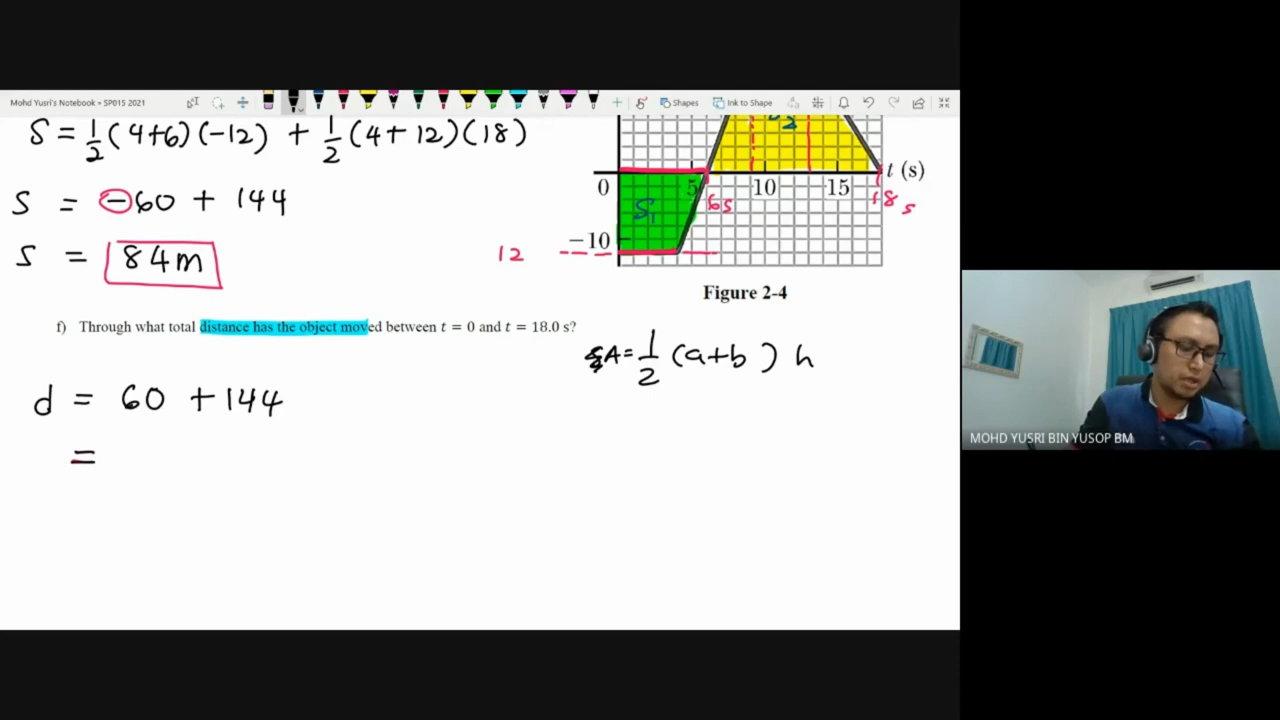 Mohd Yusri's Notebook » SP015 2021
Shapes
Ink to Shape
S = 1/2 (4+6)(-12) + 1/2 (4+12)(18)
S = -60 + 144
S = 84m
t (s)
0 5 10 15
6s
18 s
S1
-10
12
Figure 2-4
f) Through what total distance has the object moved between t = 0 and t = 18.0 s?
A = 1/2 (a+b) h
d = 60 + 144
=
MOHD YUSRI BIN YUSOP BM